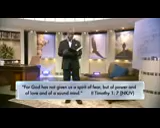 "For God has not given us a spirit of fear, but of power and
of love and of a sound mind." II Timothy 1: 7 (NKJV)